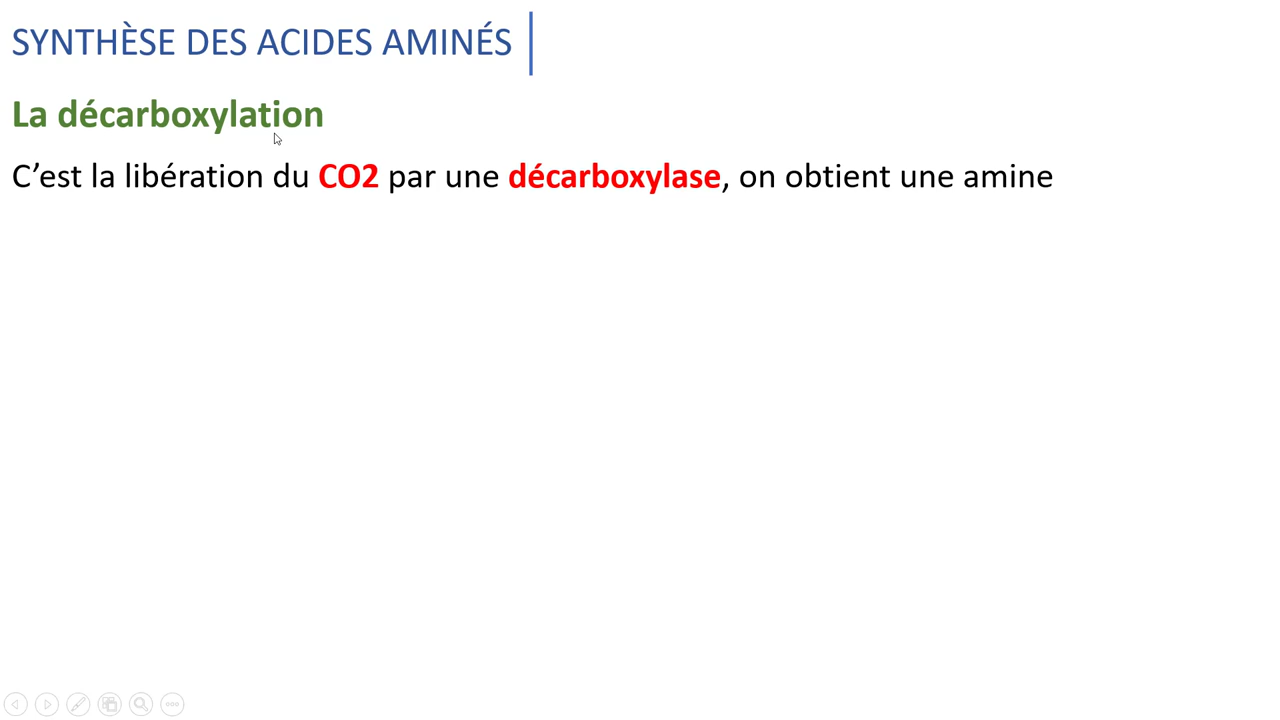 SYNTHÈSE DES ACIDES AMINÉS
La décarboxylation
C’est la libération du CO2 par une décarboxylase, on obtient une amine